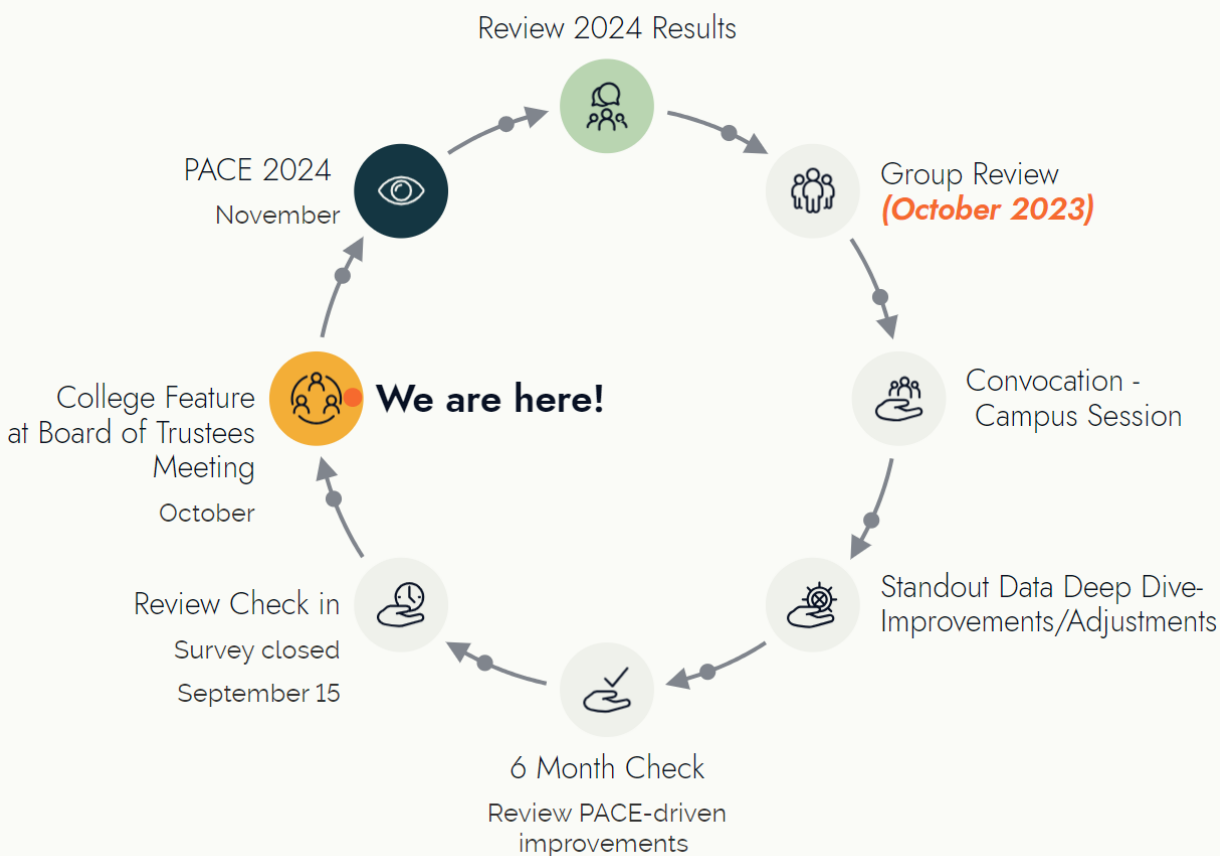 Review 2024 Results
PACE 2024
November
Group Review
(October 2023)
College Feature
at Board of Trustees
Meeting
October
We are here!
Convocation -
Campus Session
Review Check in
Survey closed
September 15
Standout Data Deep Dive-
Improvements/Adjustments
6 Month Check
Review PACE-driven
improvements